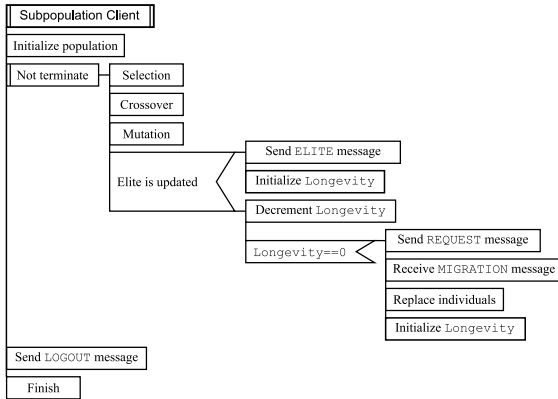 Subpopulation Client
Initialize population
Not terminate
Selection
Crossover
Mutation
Elite is updated
Send ELITE message
Initialize Longevity
Decrement Longevity
Longevity==0
Send REQUEST message
Receive MIGRATION message
Replace individuals
Initialize Longevity
Send LOGOUT message
Finish